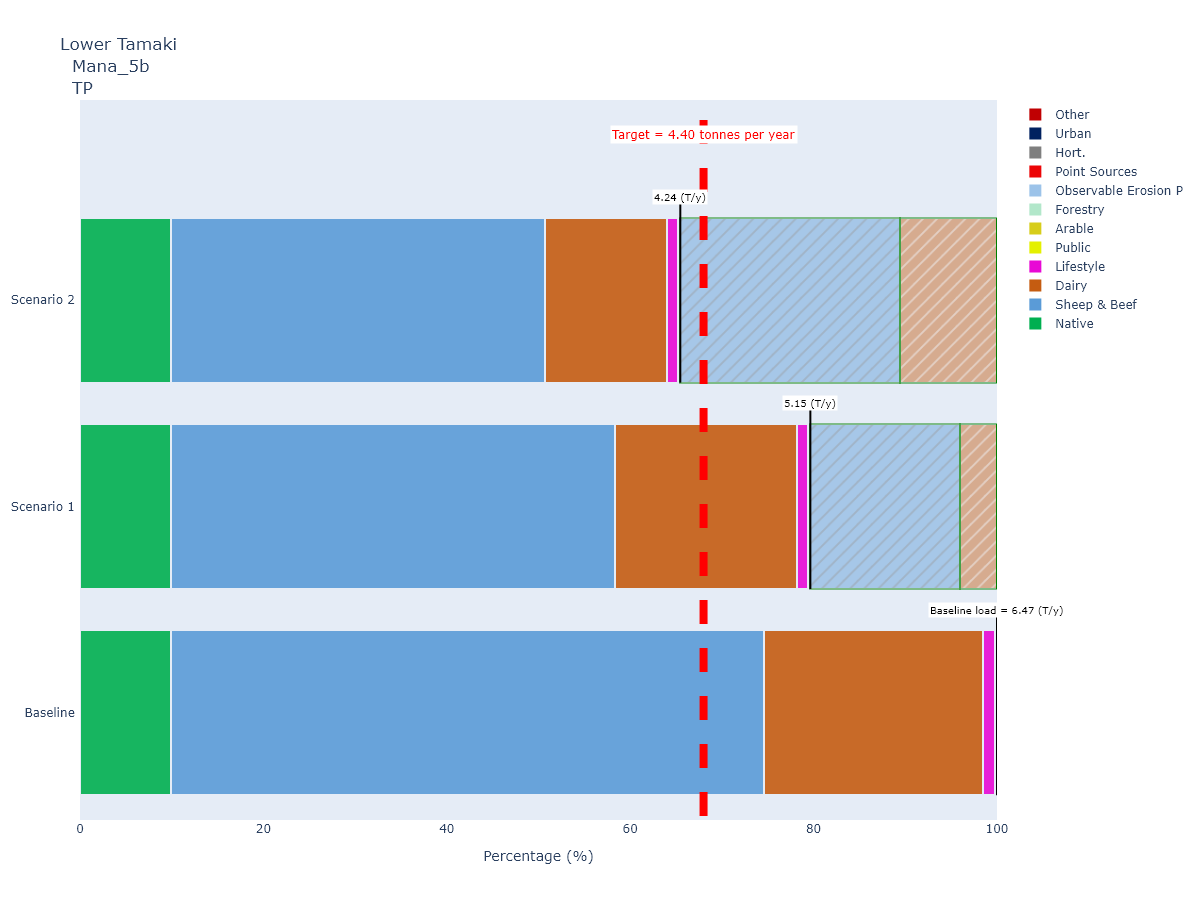 Lower Tamaki
Mana_5b
TP
Target = 4.40 tonnes per year
4.24 (T/y)
Scenario 2
5.15 (T/y)
Scenario 1
Baseline load = 6.47 (T/y)
Baseline
0 20 40 60 80 100
Percentage (%)
Other
Urban
Hort.
Point Sources
Observable Erosion P
Forestry
Arable
Public
Lifestyle
Dairy
Sheep & Beef
Native